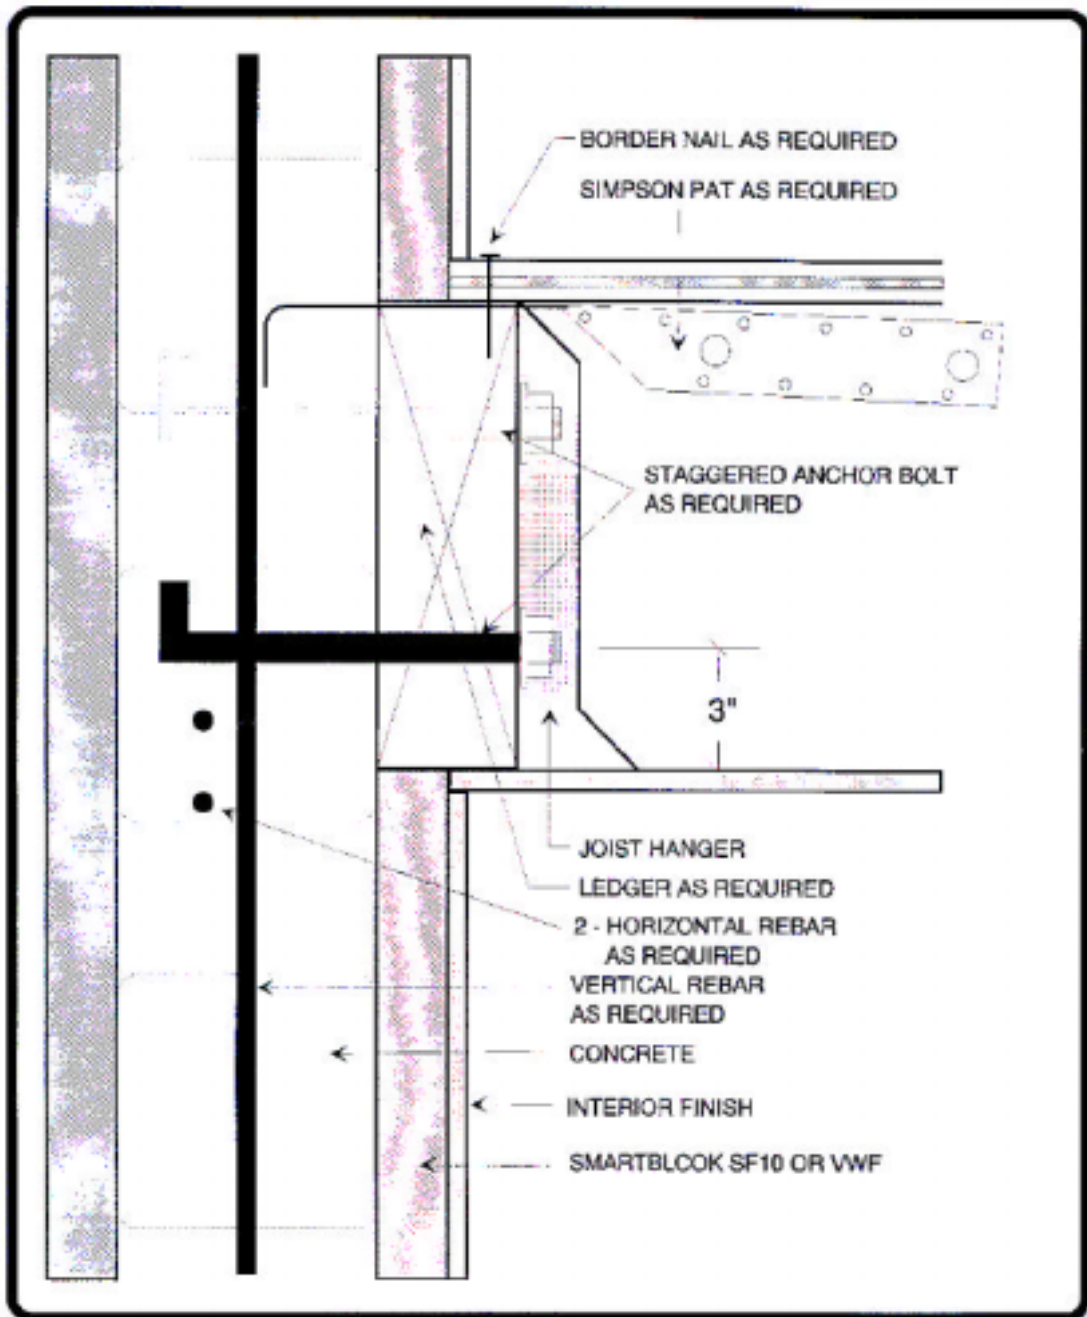 BORDER NAIL AS REQUIRED
SIMPSON PAT AS REQUIRED
STAGGERED ANCHOR BOLT
AS REQUIRED
3"
JOIST HANGER
LEDGER AS REQUIRED
2 - HORIZONTAL REBAR
AS REQUIRED
VERTICAL REBAR
AS REQUIRED
CONCRETE
INTERIOR FINISH
SMARTBLCOK SF10 OR VWF